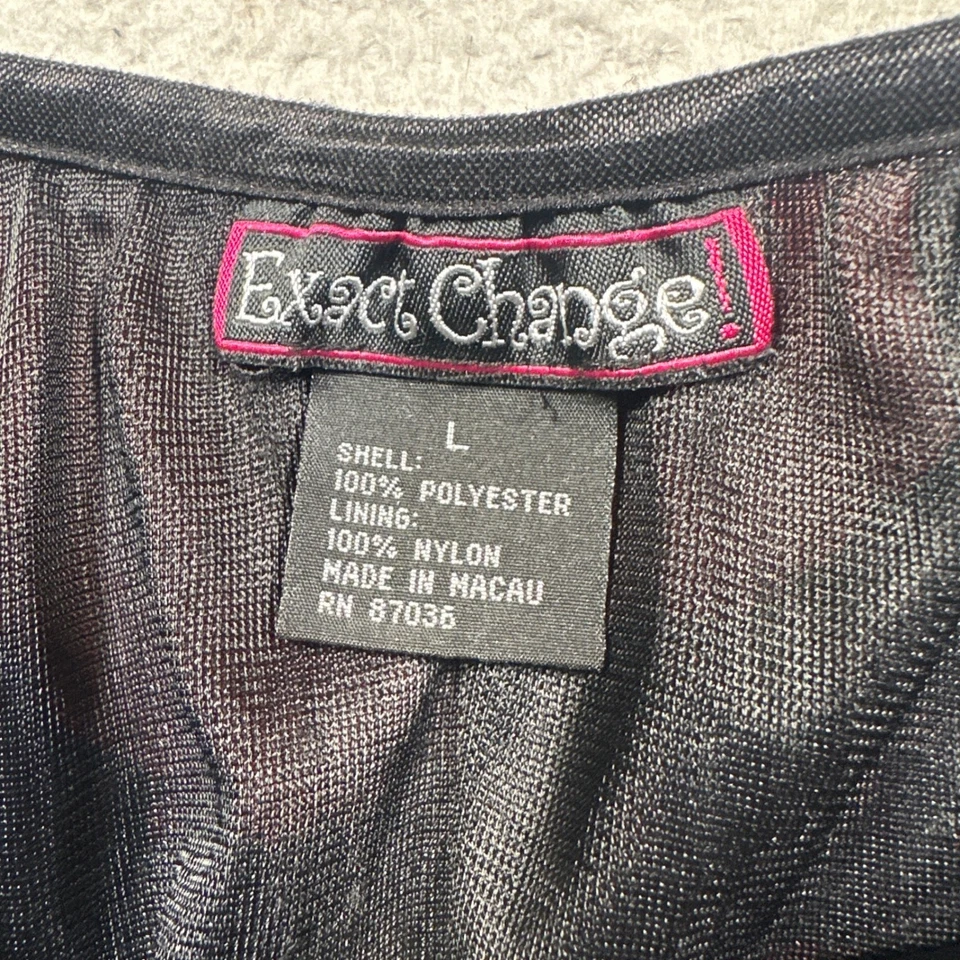 Exact Change!
L
SHELL:
100% POLYESTER
LINING:
100% NYLON
MADE IN MACAU
RN 87036